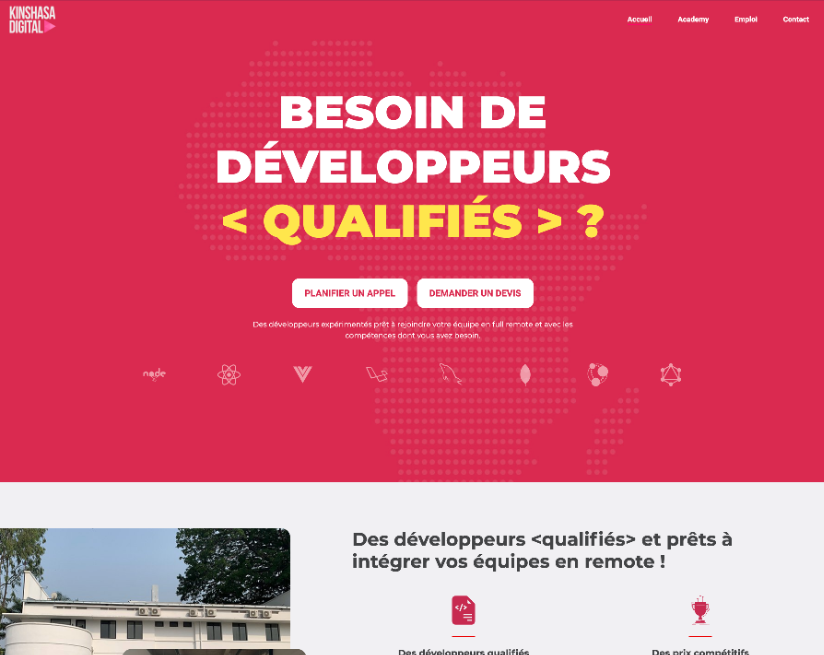 KINSHASA
DIGITAL
Accueil
Academy
Emploi
Contact
BESOIN DE
DÉVELOPPEURS
< QUALIFIÉS > ?
PLANIFIER UN APPEL
DEMANDER UN DEVIS
Des développeurs expérimentés prêt à rejoindre votre équipe en full remote et avec les
compétences dont vous avez besoin.
node
Des développeurs <qualifiés> et prêts à
intégrer vos équipes en remote !
Des développeurs qualifiés
Des prix compétitifs